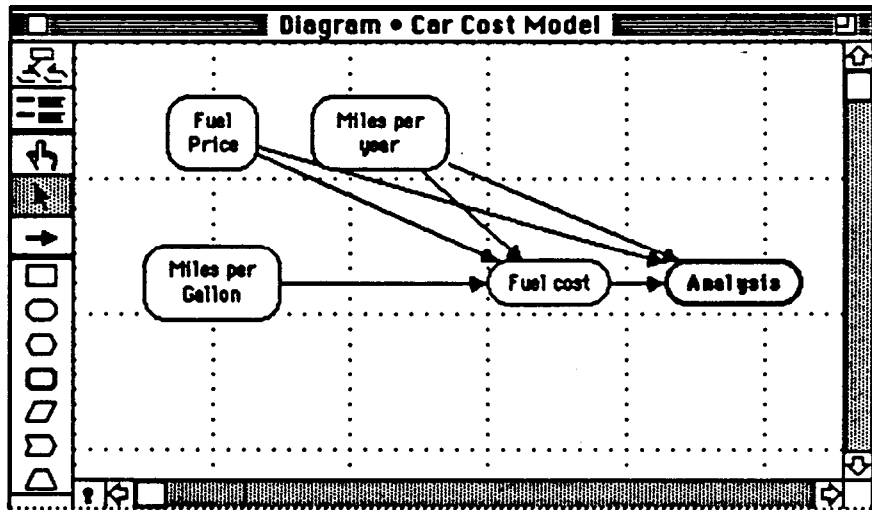 Diagram • Car Cost Model
Fuel
Price
Miles per
year
Miles per
Gallon
Fuel cost
Analysis
?